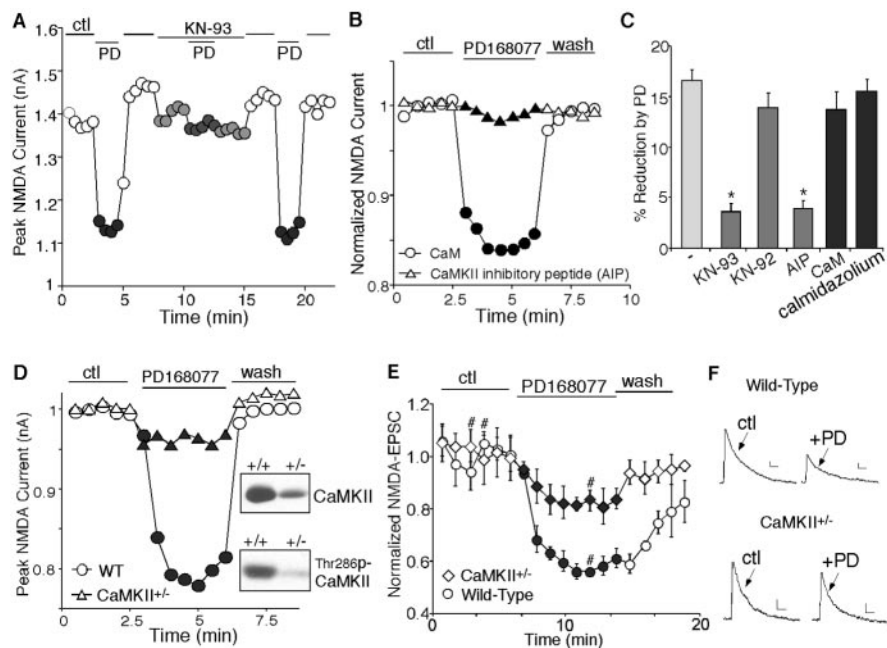 A
ctl
KN-93
PD
PD
PD
Peak NMDA Current (nA)
1.6
1.5
1.4
1.3
1.2
1.1
1
0
5
10
15
20
Time (min)
B
ctl
PD168077
wash
Normalized NMDA Current
1
0.9
0.8
CaM
CaMKII inhibitory peptide (AIP)
0
2.5
5
7.5
10
Time (min)
C
% Reduction by PD
20
15
10
5
0
*
*
-
KN-93
KN-92
AIP
CaM
calmidazolium
D
ctl
PD168077
wash
Peak NMDA Current (nA)
1
0.9
0.8
+/+
+/-
CaMKII
+/+
+/-
Thr286p-
CaMKII
WT
CaMKII+/-
0
2.5
5
7.5
Time (min)
E
ctl
PD168077
wash
Normalized NMDA-EPSC
1.2
1.0
0.8
0.6
0.4
# #
#
#
CaMKII+/-
Wild-Type
0
10
20
Time (min)
F
Wild-Type
ctl
+PD
CaMKII+/-
ctl
+PD